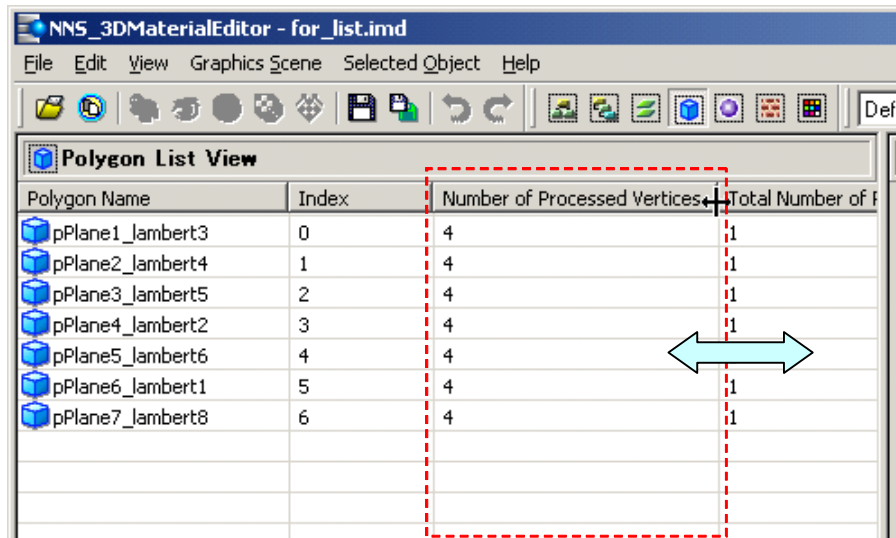 NNS_3DMaterialEditor - for_list.imd
File Edit View Graphics Scene Selected Object Help
Def
Polygon List View
Polygon Name Index Number of Processed Vertices Total Number of
pPlane1_lambert3 0 4 1
pPlane2_lambert4 1 4 1
pPlane3_lambert5 2 4 1
pPlane4_lambert2 3 4 1
pPlane5_lambert6 4 4
pPlane6_lambert1 5 4 1
pPlane7_lambert8 6 4 1